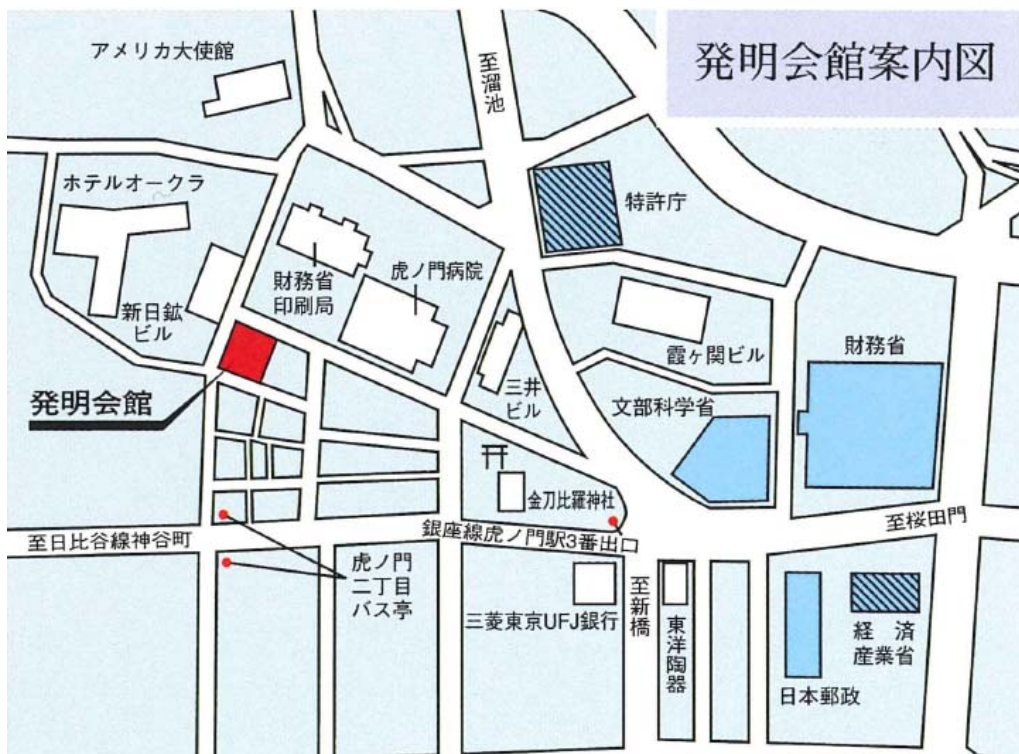 発明会館案内図
アメリカ大使館
至溜池
ホテルオークラ
特許庁
財務省
印刷局
虎ノ門病院
新日鉱
ビル
三井
ビル
霞ヶ関ビル
財務省
発明会館
文部科学省
金刀比羅神社
至桜田門
銀座線虎ノ門駅3番出口
至日比谷線神谷町
虎ノ門
二丁目
バス亭
三菱東京UFJ銀行
至新橋
東洋陶器
経済
産業省
日本郵政